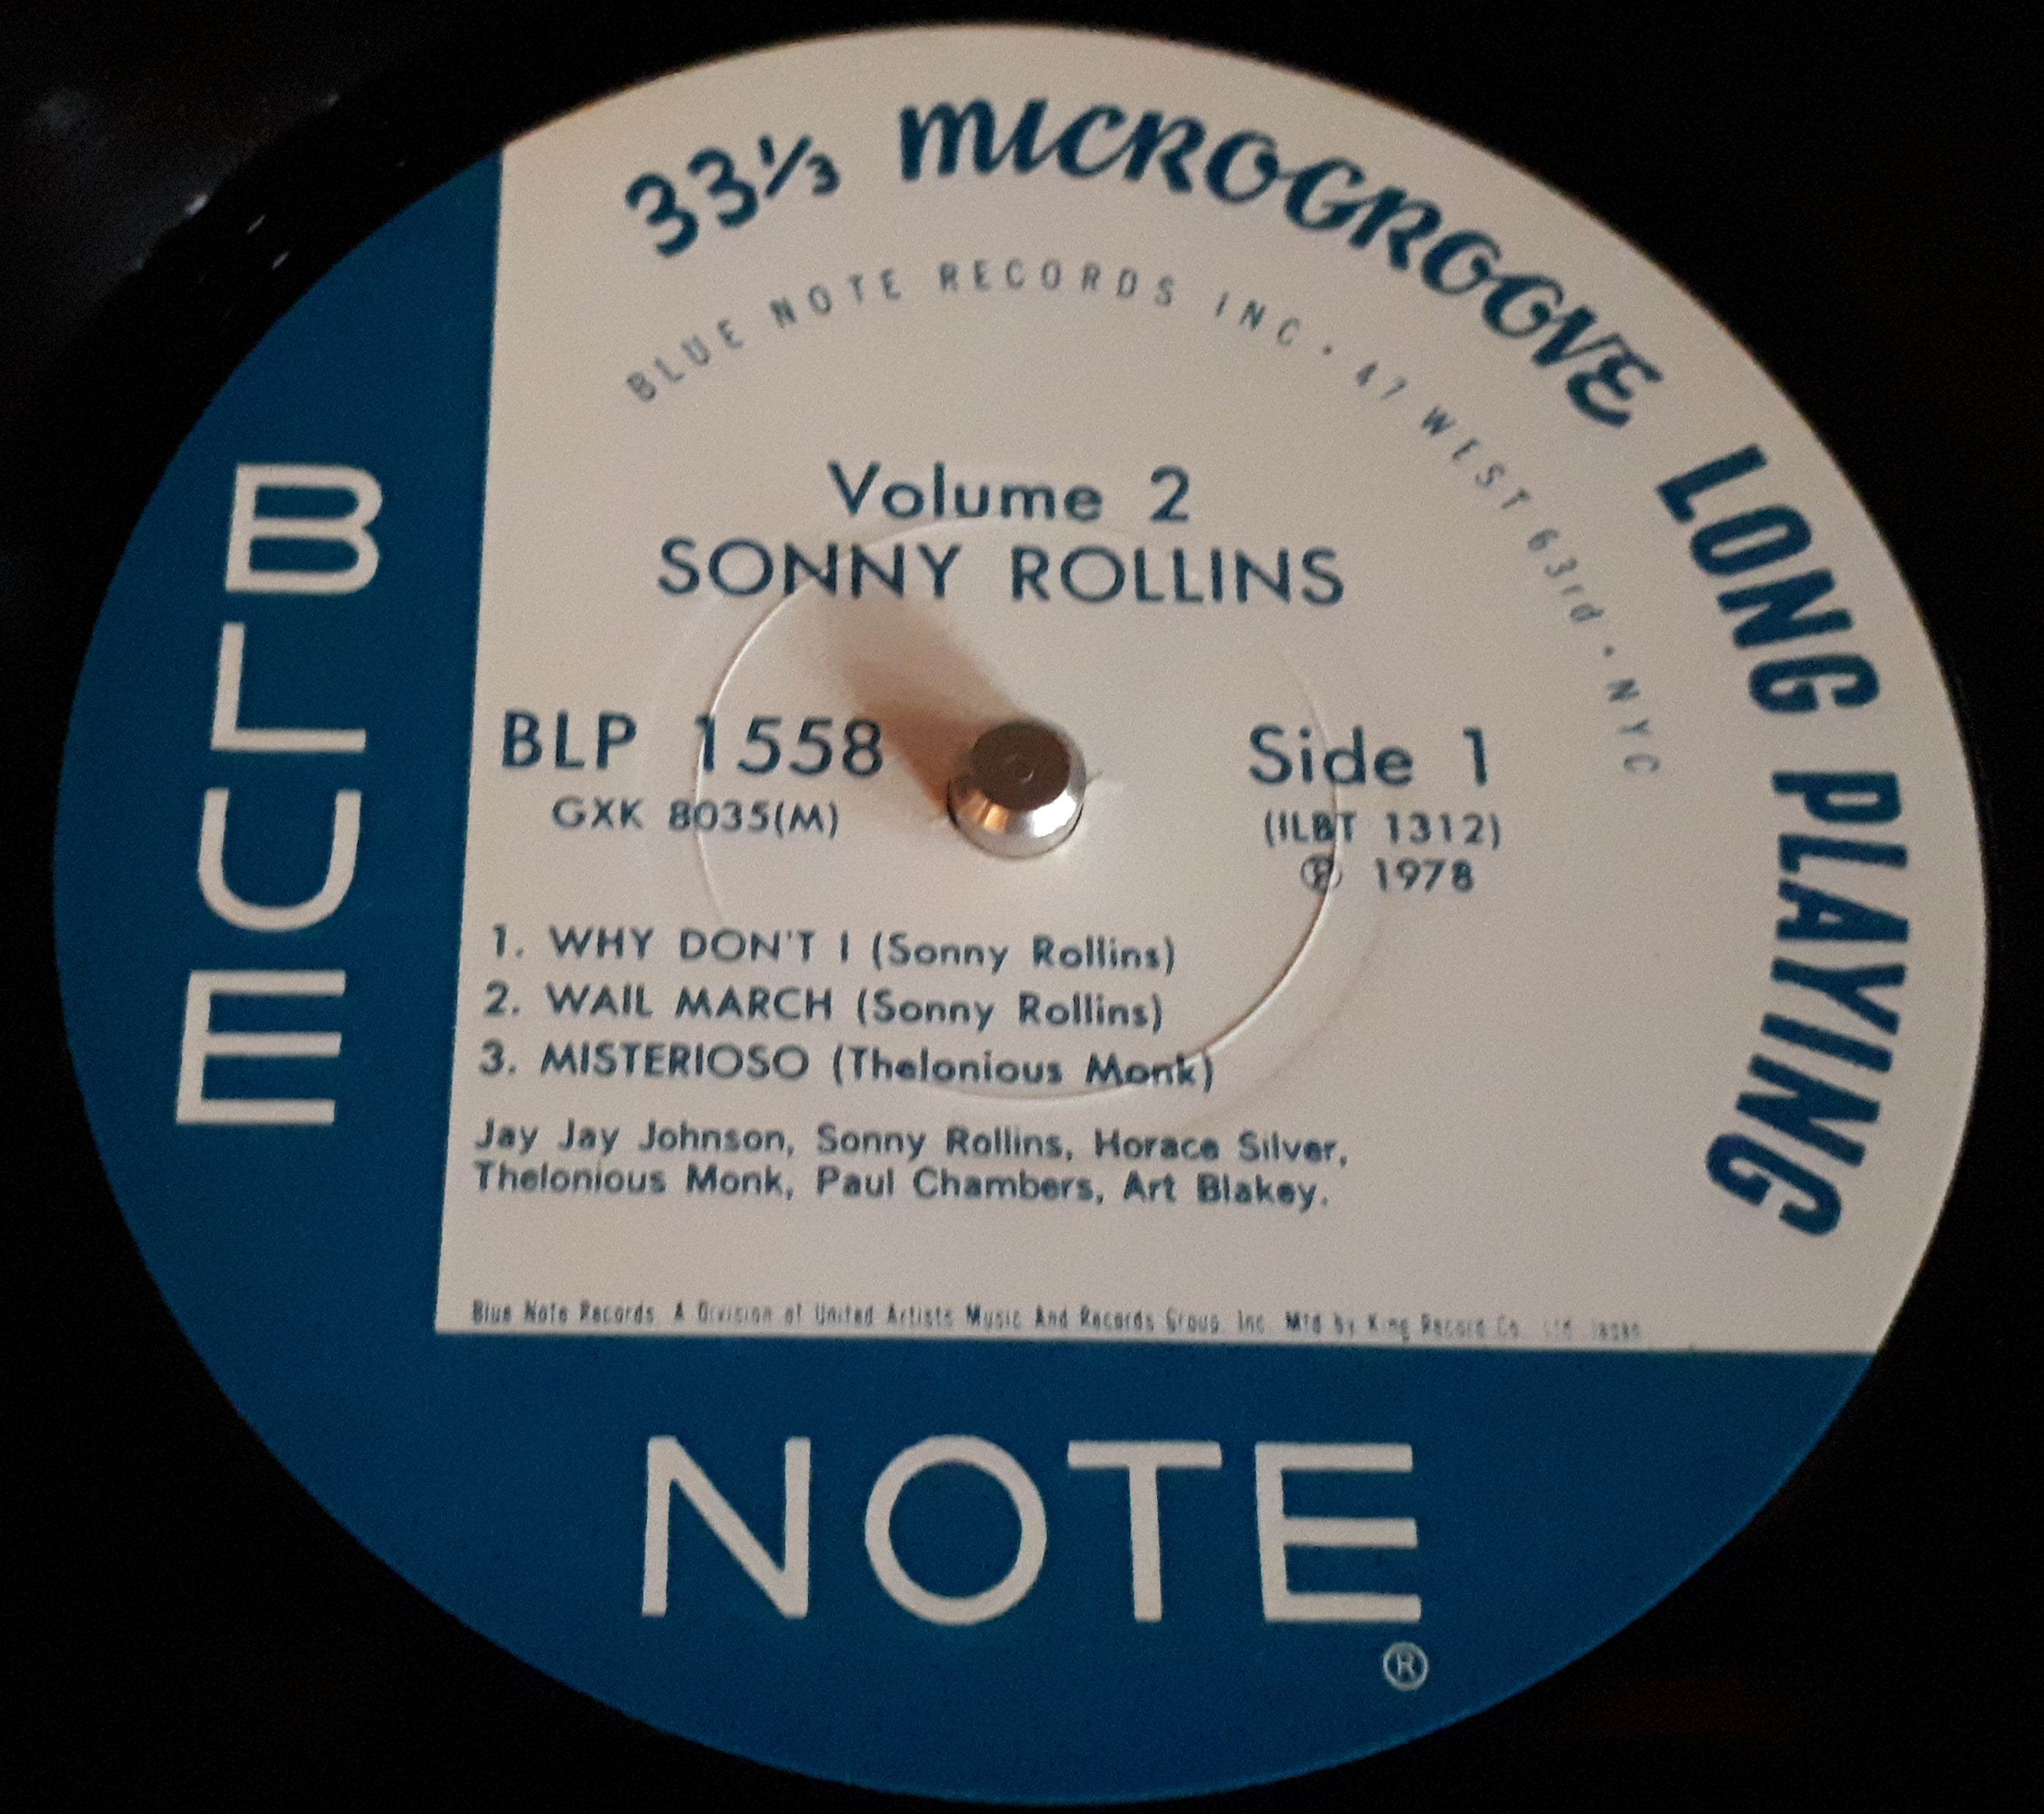 33⅓ MICROGROOVE LONG PLAYING
BLUE NOTE RECORDS INC • 47 WEST 63rd • NYC
Volume 2
SONNY ROLLINS
BLP 1558
GXK 8035(M)
Side 1
(ILBT 1312)
℗ 1978
1. WHY DON'T I (Sonny Rollins)
2. WAIL MARCH (Sonny Rollins)
3. MISTERIOSO (Thelonious Monk)
Jay Jay Johnson, Sonny Rollins, Horace Silver,
Thelonious Monk, Paul Chambers, Art Blakey.
Blue Note Records, A Division of United Artists Music And Records Group, Inc. Mfd by King Record Co., Ltd. Japan
BLUE
NOTE
®